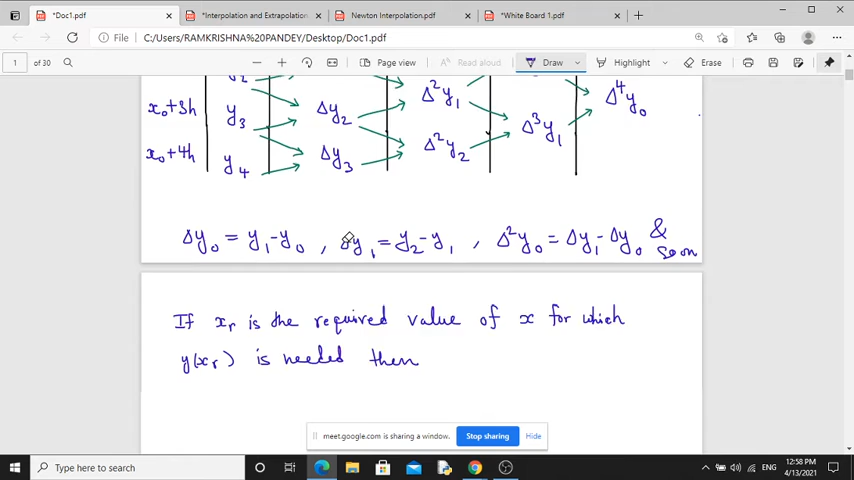 *Doc1.pdf
*Interpolation and Extrapolation
Newton Interpolation.pdf
*White Board 1.pdf
File
C:/Users/RAMKRISHNA%20PANDEY/Desktop/Doc1.pdf
1 of 30
Page view
Read aloud
Draw
Highlight
Erase
Δ²y₁
Δ⁴y₀
x₀+3h y₃ Δy₂
Δ³y₁
x₀+4h y₄ Δy₃ Δ²y₂
Δy₀ = y₁-y₀ , Δy₁ = y₂-y₁ , Δ²y₀ = Δy₁-Δy₀ &
so on
If xᵣ is the required value of x for which
y(xᵣ) is needed then
meet.google.com is sharing a window. Stop sharing Hide
Type here to search
ENG
12:58 PM
4/13/2021